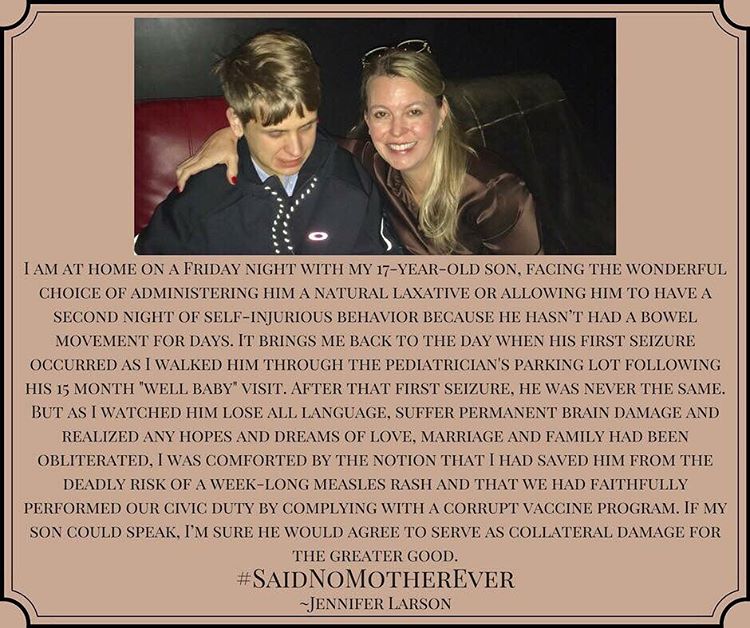 I am at home on a Friday night with my 17-year-old son, facing the wonderful
choice of administering him a natural laxative or allowing him to have a
second night of self-injurious behavior because he hasn't had a bowel
movement for days. It brings me back to the day when his first seizure
occurred as I walked him through the pediatrician's parking lot following
his 15 month "well baby" visit. After that first seizure, he was never the same.
But as I watched him lose all language, suffer permanent brain damage and
realized any hopes and dreams of love, marriage and family had been
obliterated, I was comforted by the notion that I had saved him from the
deadly risk of a week-long measles rash and that we had faithfully
performed our civic duty by complying with a corrupt vaccine program. If my
son could speak, I'm sure he would agree to serve as collateral damage for
the greater good.
#SaidNoMotherEver
~Jennifer Larson